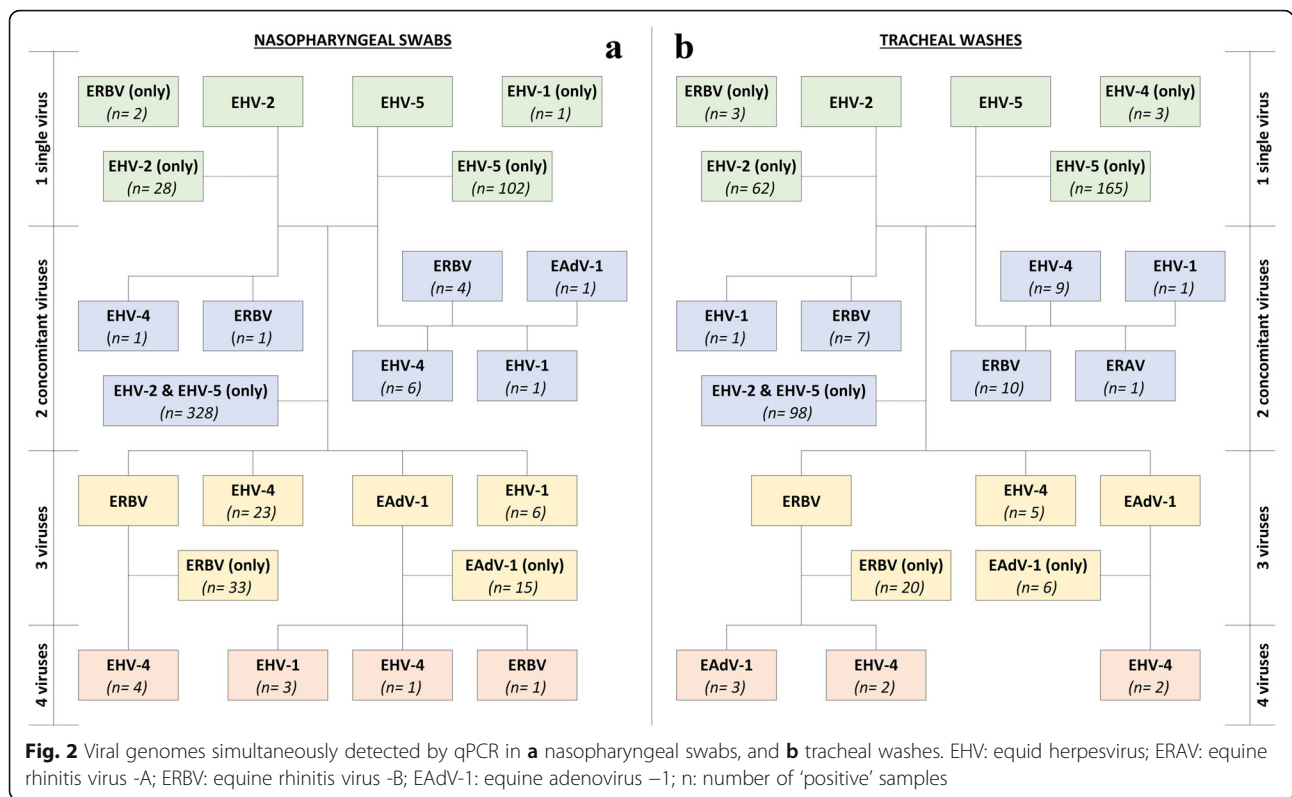 NASOPHARYNGEAL SWABS
a
1 single virus
ERBV (only)
(n= 2)
EHV-2
EHV-5
EHV-1 (only)
(n= 1)
EHV-2 (only)
(n= 28)
EHV-5 (only)
(n= 102)
2 concomitant viruses
ERBV
(n= 4)
EAdV-1
(n= 1)
EHV-4
(n= 1)
ERBV
(n= 1)
EHV-4
(n= 6)
EHV-1
(n= 1)
EHV-2 & EHV-5 (only)
(n= 328)
3 viruses
ERBV
EHV-4
(n= 23)
EAdV-1
EHV-1
(n= 6)
ERBV (only)
(n= 33)
EAdV-1 (only)
(n= 15)
4 viruses
EHV-4
(n= 4)
EHV-1
(n= 3)
EHV-4
(n= 1)
ERBV
(n= 1)
b
TRACHEAL WASHES
1 single virus
ERBV (only)
(n= 3)
EHV-2
EHV-5
EHV-4 (only)
(n= 3)
EHV-2 (only)
(n= 62)
EHV-5 (only)
(n= 165)
2 concomitant viruses
EHV-4
(n= 9)
EHV-1
(n= 1)
EHV-1
(n= 1)
ERBV
(n= 7)
ERBV
(n= 10)
ERAV
(n= 1)
EHV-2 & EHV-5 (only)
(n= 98)
3 viruses
ERBV
EHV-4
(n= 5)
EAdV-1
ERBV (only)
(n= 20)
EAdV-1 (only)
(n= 6)
4 viruses
EAdV-1
(n= 3)
EHV-4
(n= 2)
EHV-4
(n= 2)
Fig. 2 Viral genomes simultaneously detected by qPCR in a nasopharyngeal swabs, and b tracheal washes. EHV: equid herpesvirus; ERAV: equine
rhinitis virus -A; ERBV: equine rhinitis virus -B; EAdV-1: equine adenovirus −1; n: number of ‘positive’ samples